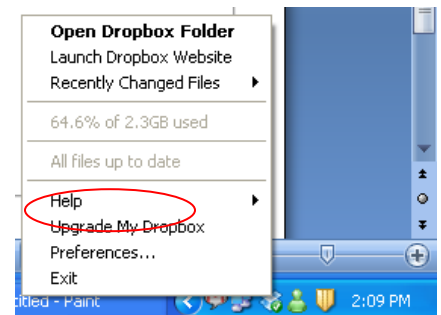 Open Dropbox Folder
Launch Dropbox Website
Recently Changed Files
64.6% of 2.3GB used
All files up to date
Help
Upgrade My Dropbox
Preferences...
Exit
titled - Paint 2:09 PM